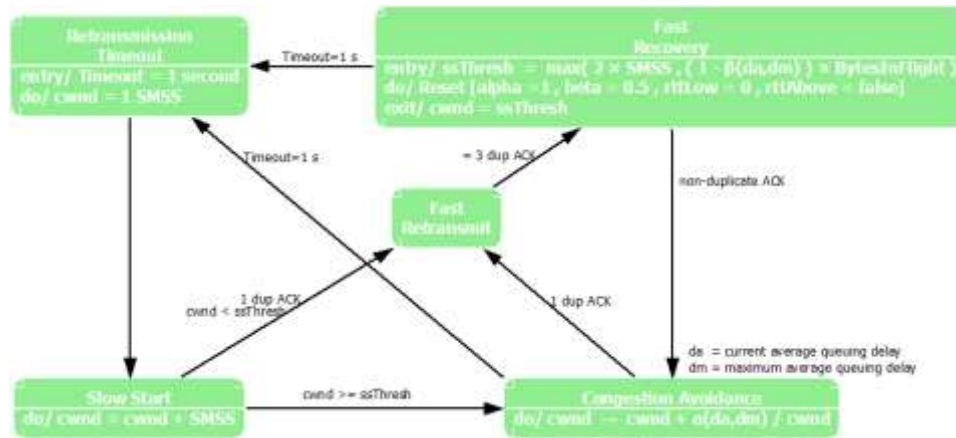 Retransmission
Timeout
entry/ Timeout = 1 second
do/ cwnd = 1 SMSS
Timeout=1 s
Fast
Recovery
entry/ ssThresh = max( 2 × SMSS , ( 1 - β(da,dm) ) × BytesInFlight )
do/ Reset [alpha =1 , beta = 0.5 , rttLow = 0 , rttAbove = false]
exit/ cwnd = ssThresh
Timeout=1 s
= 3 dup ACK
non-duplicate ACK
Fast
Retransmit
1 dup ACK
cwnd < ssThresh
1 dup ACK
da = current average queuing delay
dm = maximum average queuing delay
Slow Start
do/ cwnd = cwnd + SMSS
cwnd >= ssThresh
Congestion Avoidance
do/ cwnd = cwnd + α(da,dm) / cwnd